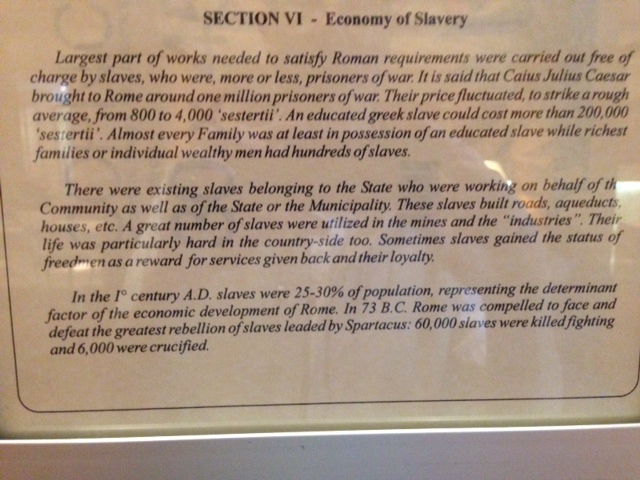 SECTION VI - Economy of Slavery
Largest part of works needed to satisfy Roman requirements were carried out free of
charge by slaves, who were, more or less, prisoners of war. It is said that Caius Julius Caesar
brought to Rome around one million prisoners of war. Their price fluctuated, to strike a rough
average, from 800 to 4,000 'sestertii'. An educated greek slave could cost more than 200,000
'sestertii'. Almost every Family was at least in possession of an educated slave while richest
families or individual wealthy men had hundreds of slaves.
There were existing slaves belonging to the State who were working on behalf of th
Community as well as of the State or the Municipality. These slaves built roads, aqueducts,
houses, etc. A great number of slaves were utilized in the mines and the "industries". Their
life was particularly hard in the country-side too. Sometimes slaves gained the status of
freedmen as a reward for services given back and their loyalty.
In the I° century A.D. slaves were 25-30% of population, representing the determinant
factor of the economic development of Rome. In 73 B.C. Rome was compelled to face and
defeat the greatest rebellion of slaves leaded by Spartacus: 60,000 slaves were killed fighting
and 6,000 were crucified.